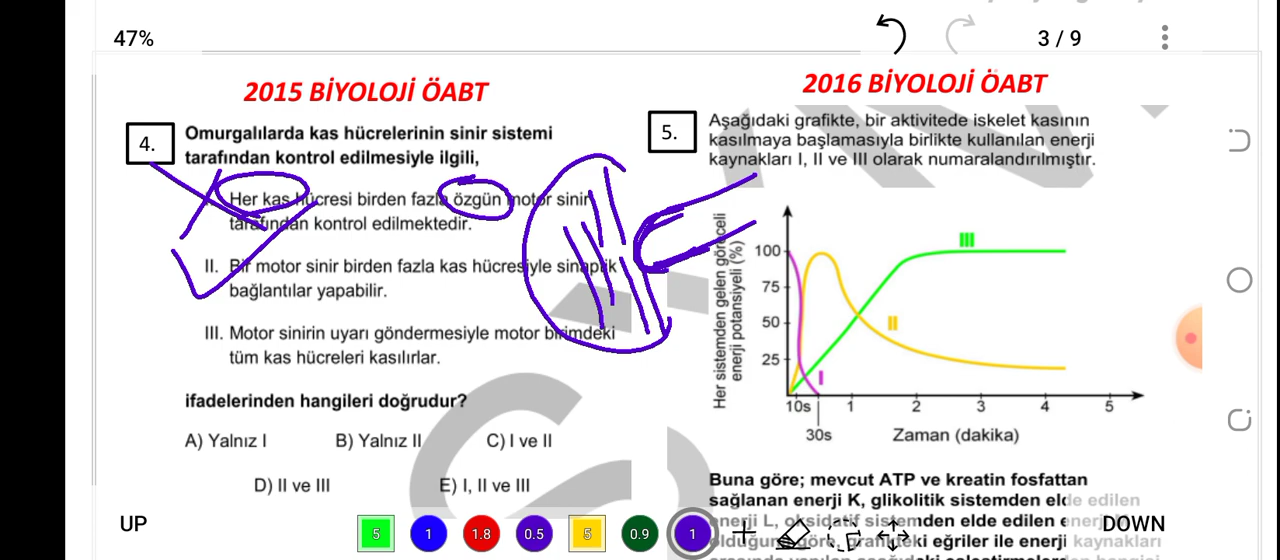 47%
3 / 9
2015 BİYOLOJİ ÖABT
4.
Omurgalılarda kas hücrelerinin sinir sistemi
tarafından kontrol edilmesiyle ilgili,
Her kas hücresi birden fazla özgün motor sinir
tarafından kontrol edilmektedir.
II. Bir motor sinir birden fazla kas hücresiyle sinaptik
bağlantılar yapabilir.
III. Motor sinirin uyarı göndermesiyle motor birimdeki
tüm kas hücreleri kasılırlar.
ifadelerinden hangileri doğrudur?
A) Yalnız I B) Yalnız II C) I ve II
D) II ve III E) I, II ve III
2016 BİYOLOJİ ÖABT
5.
Aşağıdaki grafikte, bir aktivitede iskelet kasının
kasılmaya başlamasıyla birlikte kullanılan enerji
kaynakları I, II ve III olarak numaralandırılmıştır.
Her sistemden gelen göreceli
enerji potansiyeli (%)
100
75
50
25
III
II
I
10s 1 2 3 4 5
30s
Zaman (dakika)
Buna göre; mevcut ATP ve kreatin fosfattan
sağlanan enerji K, glikolitik sistemden elde edilen
enerji L, oksidatif sistemden elde edilen enerji
olduğuna göre, grafikteki eğriler ile enerji kaynakları
UP
5 1 1.8 0.5 5 0.9 1
DOWN